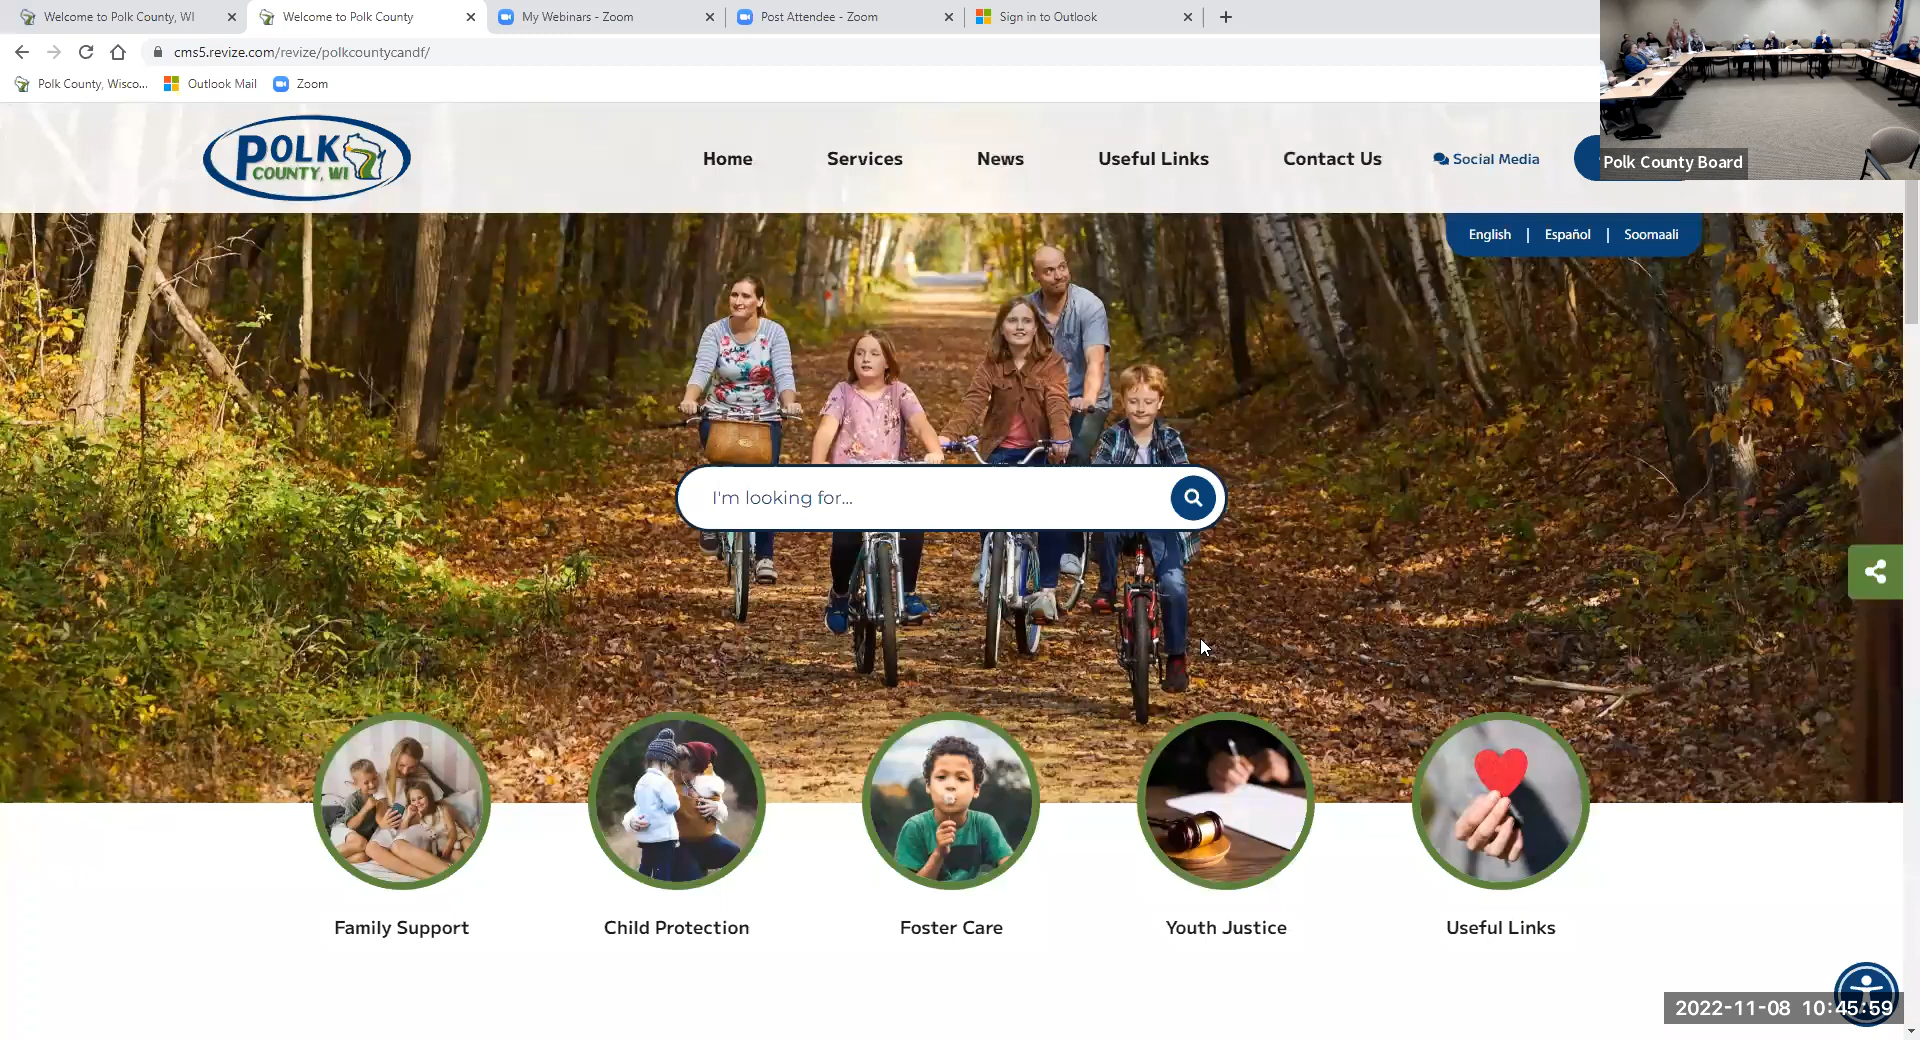 Welcome to Polk County, WI
Welcome to Polk County
My Webinars - Zoom
Post Attendee - Zoom
Sign in to Outlook
cms5.revize.com/revize/polkcountycandf/
Polk County, Wisco...
Outlook Mail
Zoom
POLK
COUNTY, WI
Home
Services
News
Useful Links
Contact Us
Social Media
Polk County Board
English | Español | Soomaali
I'm looking for...
Family Support
Child Protection
Foster Care
Youth Justice
Useful Links
2022-11-08 10:45:59